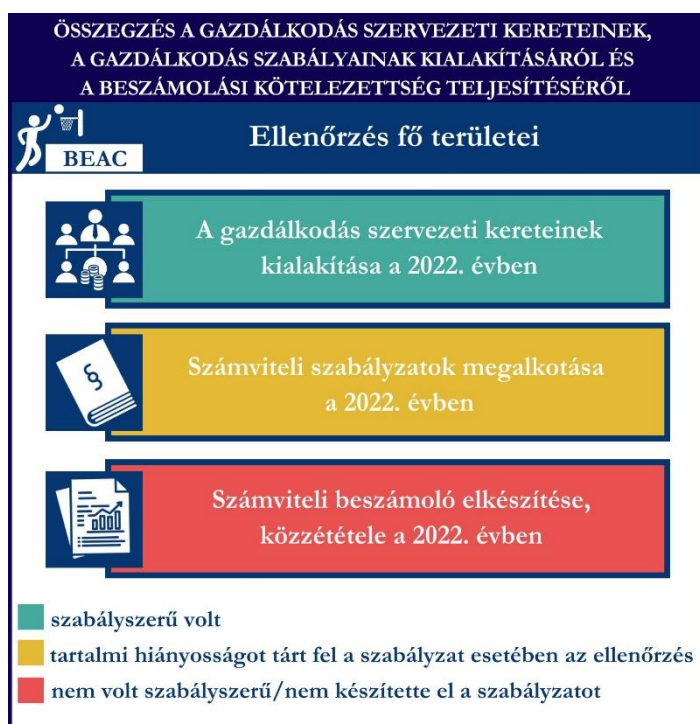 ÖSSZEGZÉS A GAZDÁLKODÁS SZERVEZETI KERETEINEK,
A GAZDÁLKODÁS SZABÁLYAINAK KIALAKÍTÁSÁRÓL ÉS
A BESZÁMOLÁSI KÖTELEZETTSÉG TELJESÍTÉSÉRŐL
BEAC
Ellenőrzés fő területei
A gazdálkodás szervezeti kereteinek
kialakítása a 2022. évben
§
Számviteli szabályzatok megalkotása
a 2022. évben
Számviteli beszámoló elkészítése,
közzététele a 2022. évben
szabályszerű volt
tartalmi hiányosságot tárt fel a szabályzat esetében az ellenőrzés
nem volt szabályszerű/nem készítette el a szabályzatot